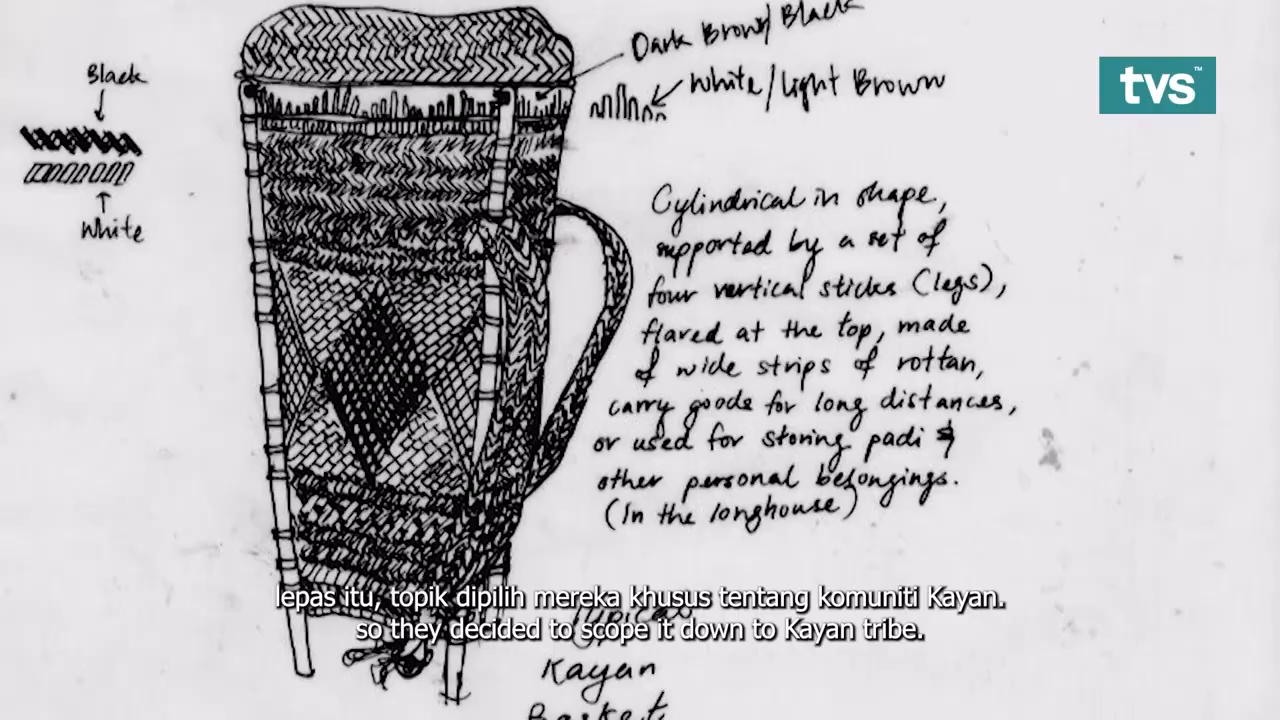 Dark Brown/Black
White/Light Brown
Black
White
tvs™
Cylindrical in shape,
supported by a set of
four vertical sticks (legs),
flared at the top, made
of wide strips of rottan,
carry goods for long distances,
or used for storing padi &
other personal belongings.
(In the longhouse)
lepas itu, topik dipilih mereka khusus tentang komuniti Kayan.
so they decided to scope it down to Kayan tribe.
Typical
Kayan
Basket